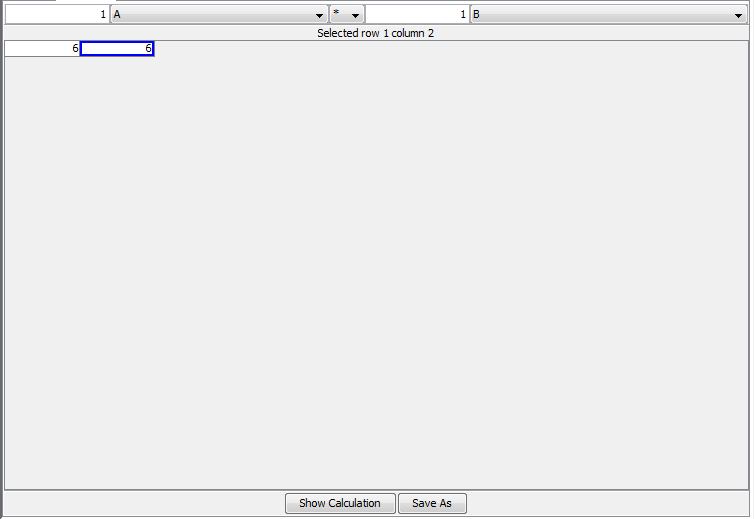 1 A * 1 B
Selected row 1 column 2
6 6
Show Calculation Save As